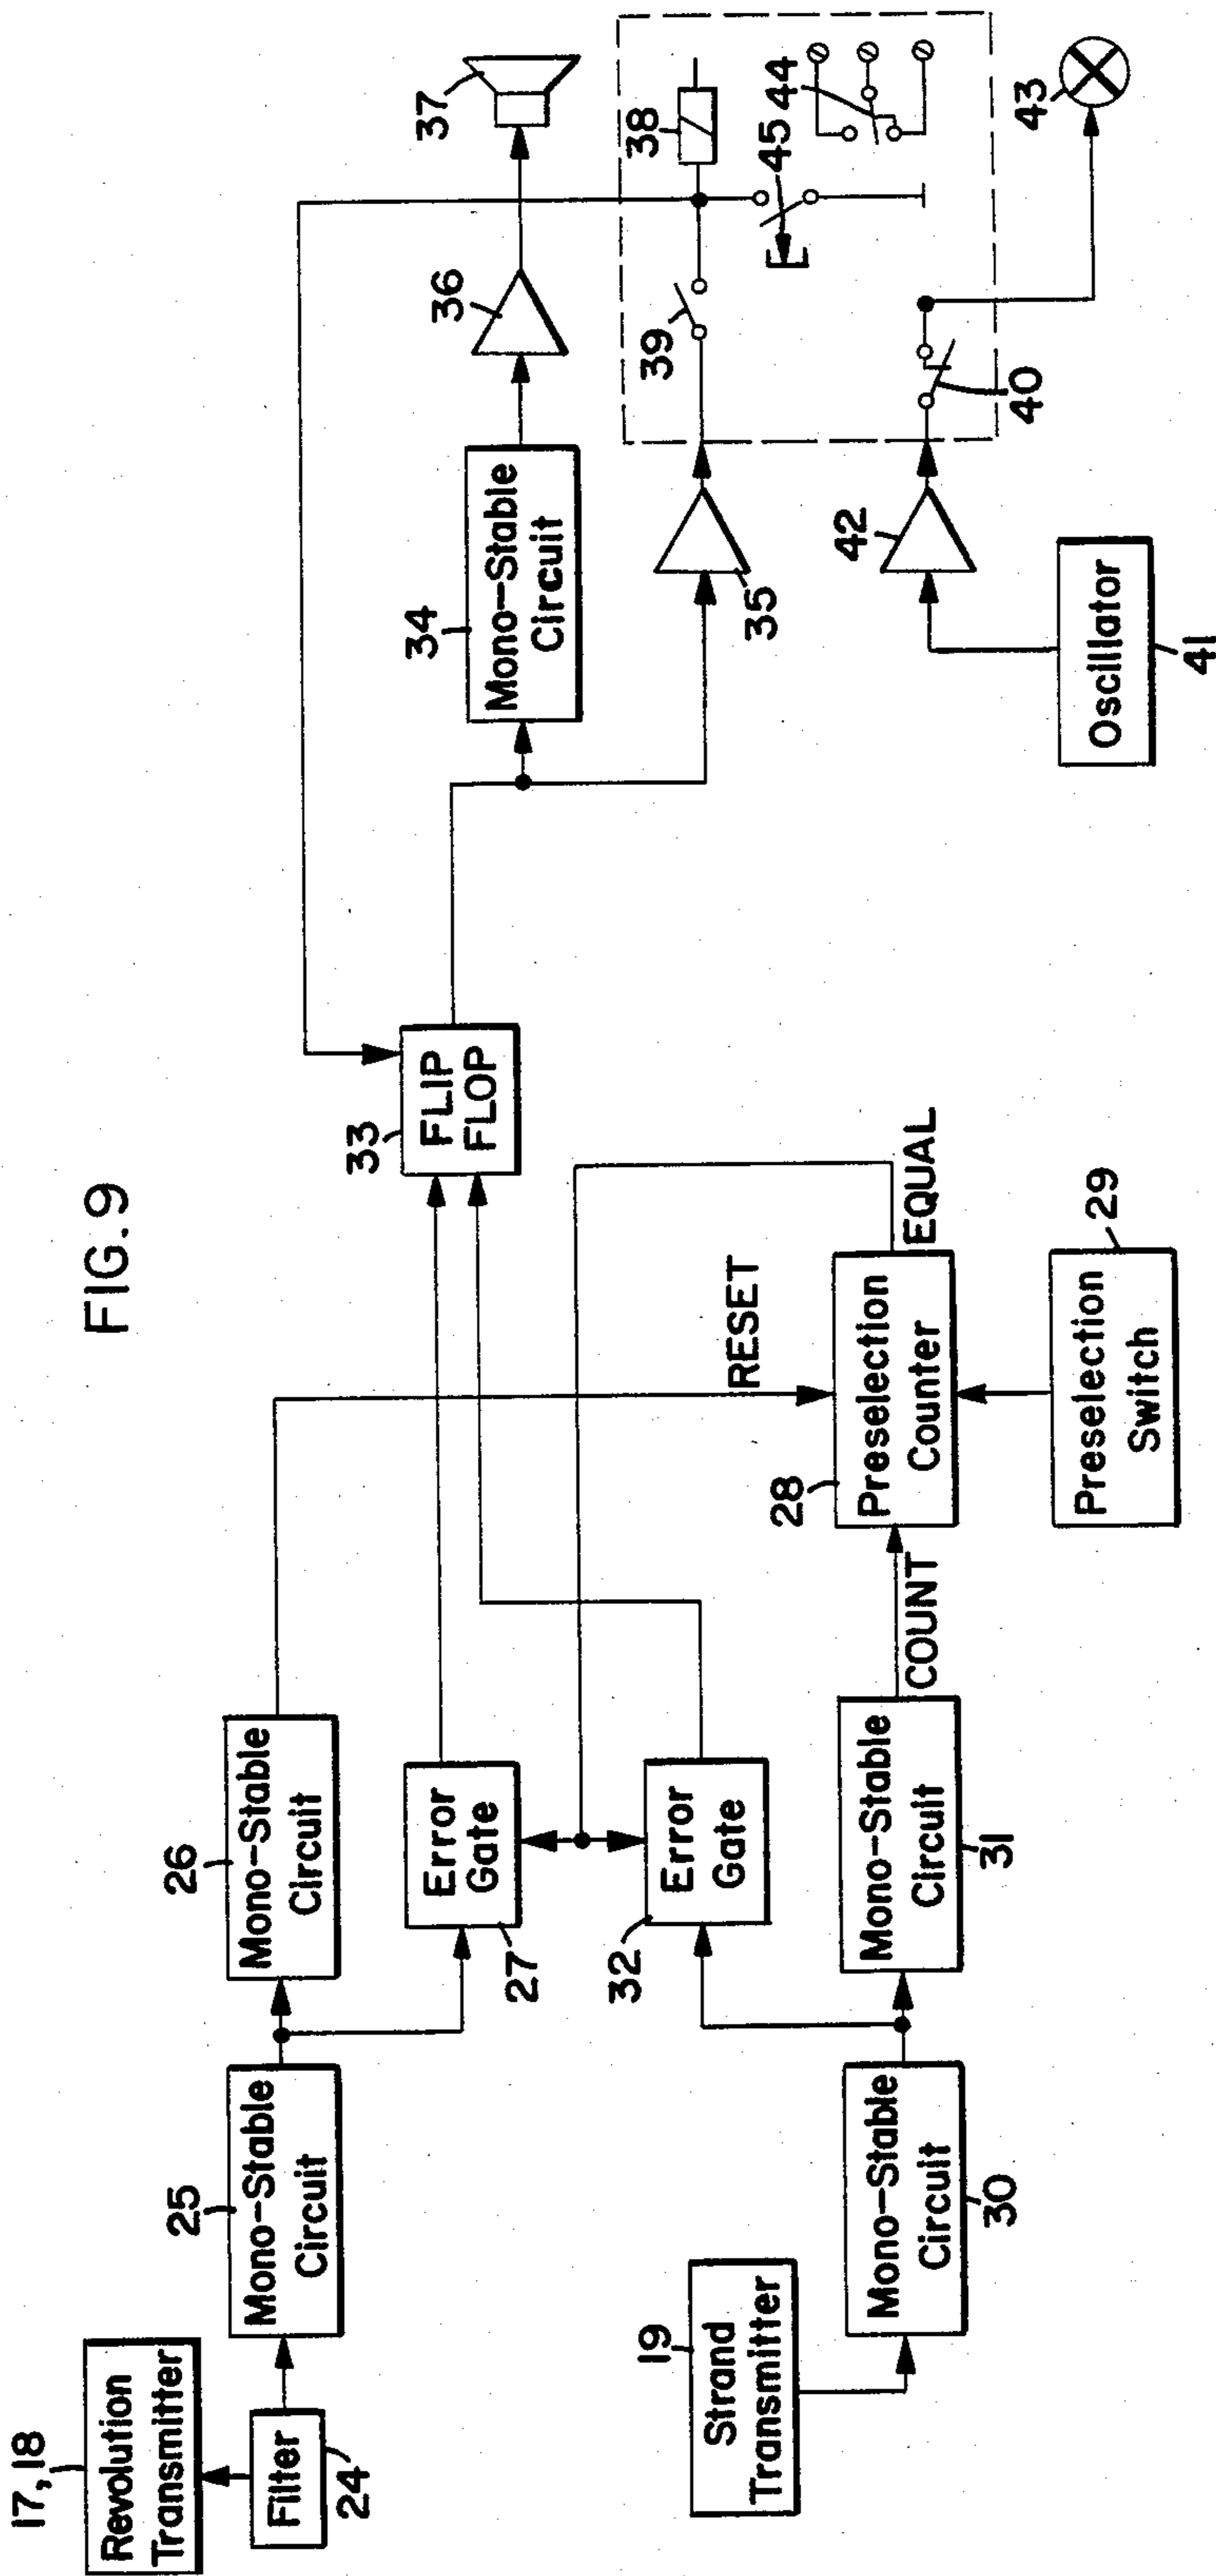 FIG. 9
17, 18
Revolution
Transmitter
Filter
24
25
Mono-Stable
Circuit
26
Mono-Stable
Circuit
Error
Gate
27
32
Error
Gate
19
Strand
Transmitter
Mono-Stable
Circuit
30
Mono-Stable
Circuit
31
COUNT
RESET
28
Preselection
Counter
EQUAL
Preselection
Switch
29
33
FLIP
FLOP
34
Mono-Stable
Circuit
36
37
35
39
38
45
44
E
42
40
43
Oscillator
41